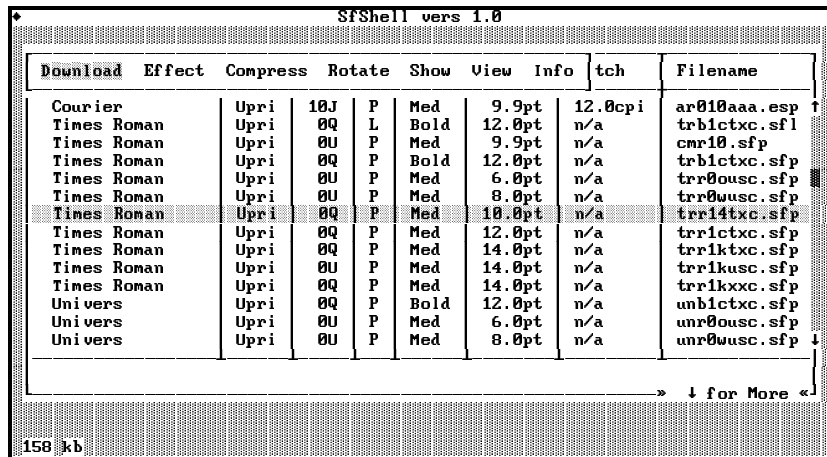 SfShell vers 1.0
Download Effect Compress Rotate Show View Info tch Filename
Courier Upri 10J P Med 9.9pt 12.0cpi ar010aaa.esp ↑
Times Roman Upri 0Q L Bold 12.0pt n/a trb1ctxc.sfl
Times Roman Upri 0U P Med 9.9pt n/a cmr10.sfp
Times Roman Upri 0Q P Bold 12.0pt n/a trb1ctxc.sfp
Times Roman Upri 0U P Med 6.0pt n/a trr0ousc.sfp
Times Roman Upri 0U P Med 8.0pt n/a trr0wusc.sfp
Times Roman Upri 0Q P Med 10.0pt n/a trr14txc.sfp
Times Roman Upri 0Q P Med 12.0pt n/a trr1ctxc.sfp
Times Roman Upri 0Q P Med 14.0pt n/a trr1ktxc.sfp
Times Roman Upri 0U P Med 14.0pt n/a trr1kusc.sfp
Times Roman Upri 0U P Med 14.0pt n/a trr1kxxc.sfp
Univers Upri 0Q P Bold 12.0pt n/a unb1ctxc.sfp
Univers Upri 0U P Med 6.0pt n/a unr0ousc.sfp
Univers Upri 0U P Med 8.0pt n/a unr0wusc.sfp ↓
» ↓ for More «
158 kb